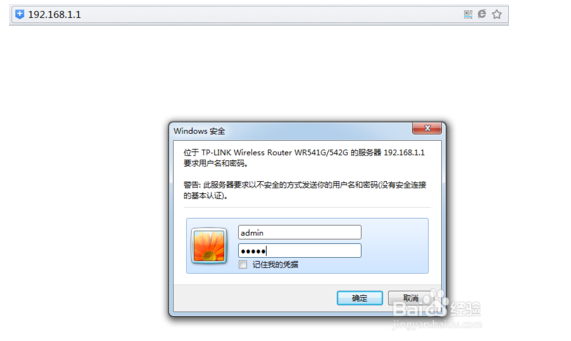 192.168.1.1
Windows 安全
位于 TP-LINK Wireless Router WR541G/542G 的服务器 192.168.1.1
要求用户名和密码。
警告: 此服务器要求以不安全的方式发送你的用户名和密码(没有安全连接
的基本认证)。
admin
●●●●●
记住我的凭据
确定
取消
Baidu 经验
jingyan.baidu.com